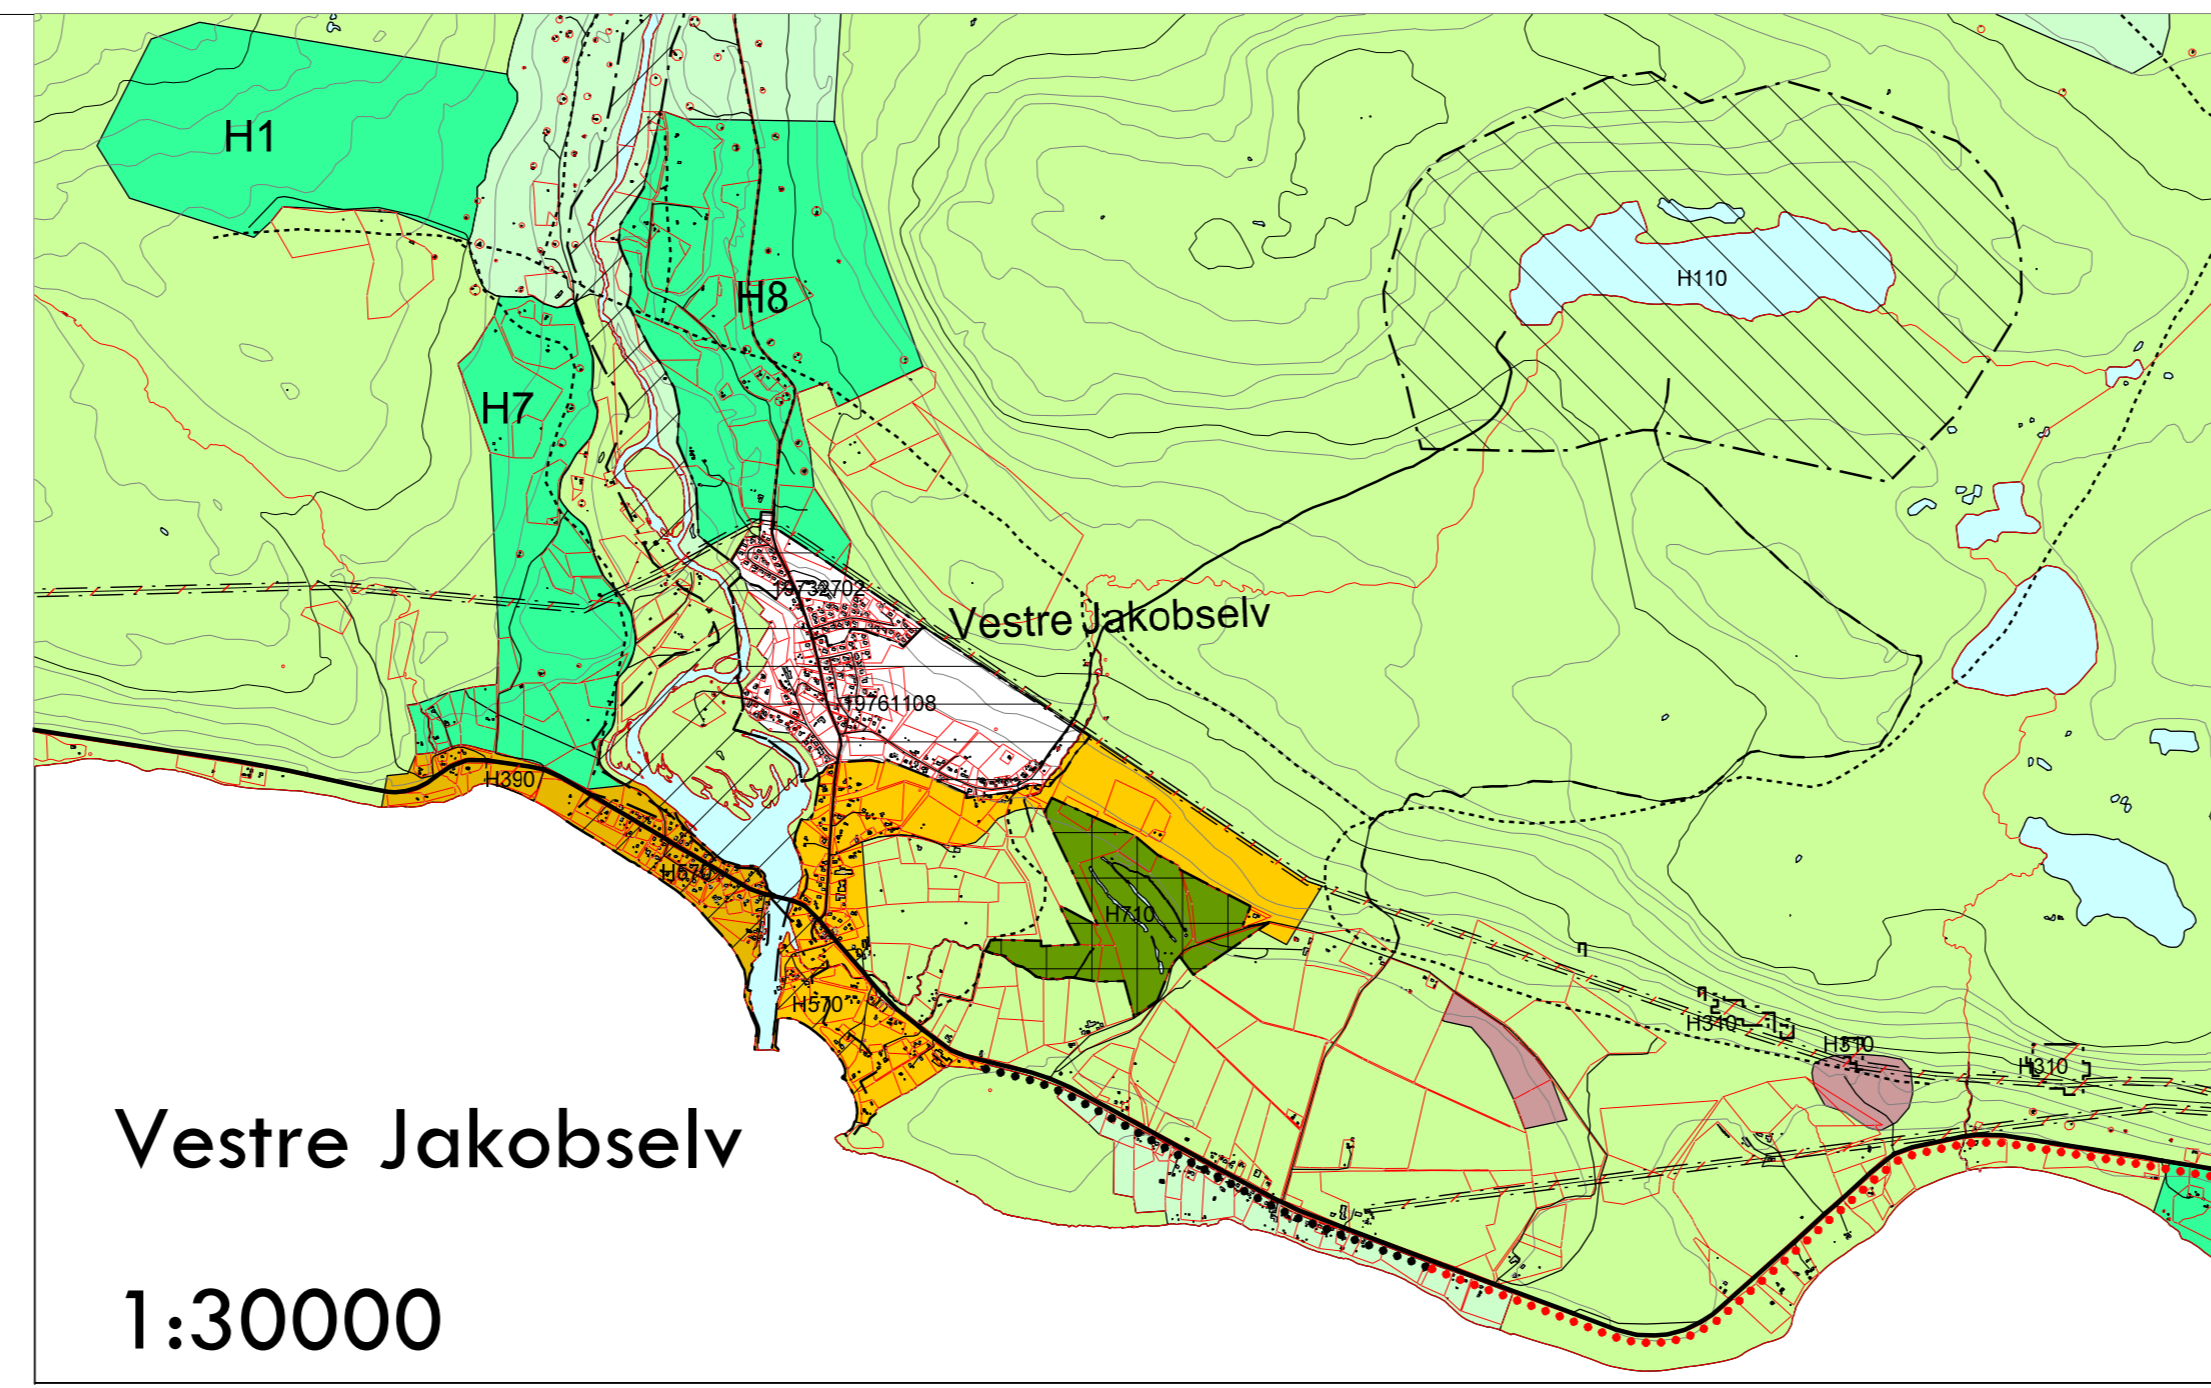 H1
H8
H110
H7
19732702
Vestre Jakobselv
19761108
H390
H570
H710
H570
H310
H310
H310
Vestre Jakobselv
1:30000